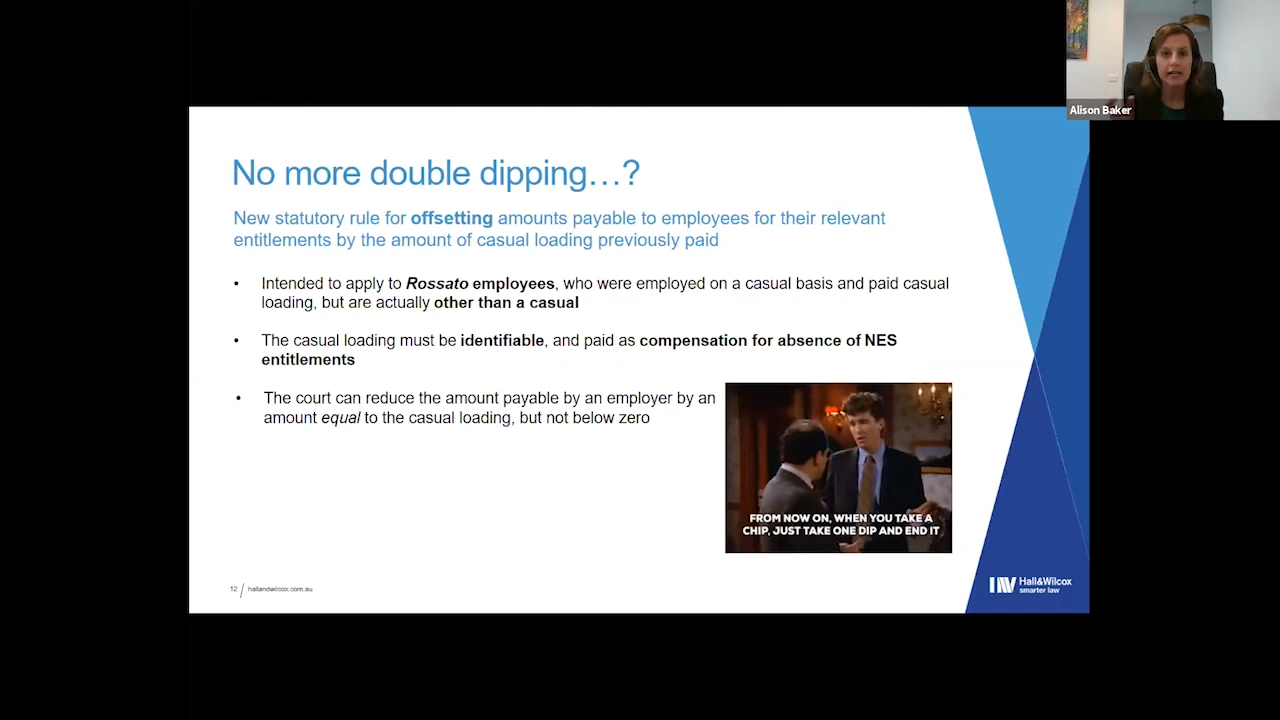 Alison Baker
No more double dipping…?
New statutory rule for offsetting amounts payable to employees for their relevant
entitlements by the amount of casual loading previously paid
• Intended to apply to Rossato employees, who were employed on a casual basis and paid casual
loading, but are actually other than a casual
• The casual loading must be identifiable, and paid as compensation for absence of NES
entitlements
• The court can reduce the amount payable by an employer by an
amount equal to the casual loading, but not below zero
FROM NOW ON, WHEN YOU TAKE A
CHIP, JUST TAKE ONE DIP AND END IT
12 / hallandwilcox.com.au
Hall&Wilcox
smarter law